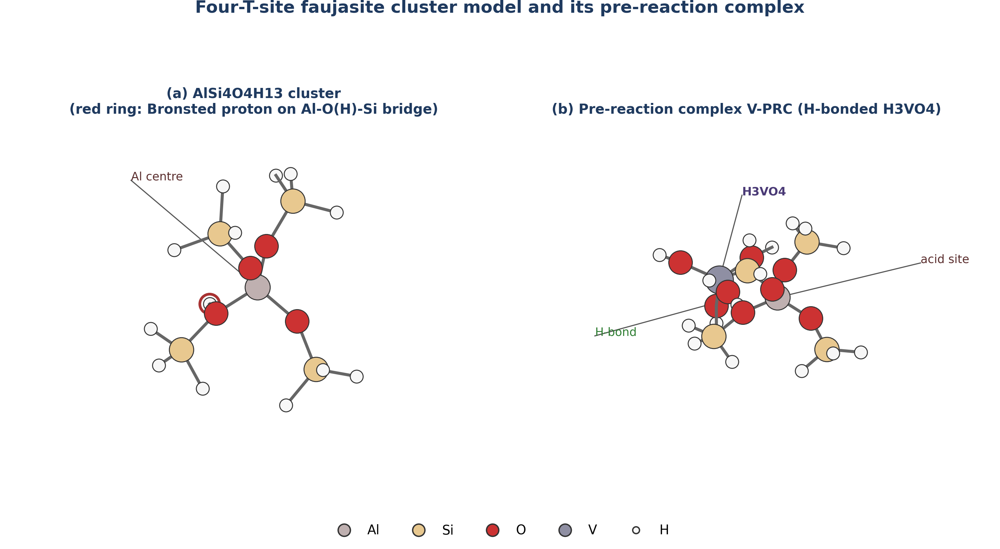 Four-T-site faujasite cluster model and its pre-reaction complex
(a) AlSi4O4H13 cluster
(red ring: Bronsted proton on Al-O(H)-Si bridge)
(b) Pre-reaction complex V-PRC (H-bonded H3VO4)
Al centre
H3VO4
acid site
H-bond
Al
Si
O
V
H